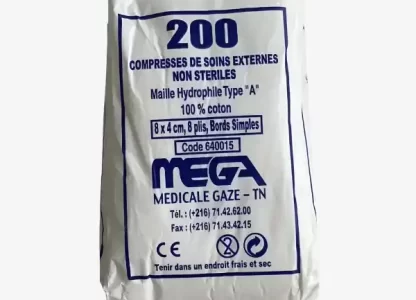 200
COMPRESSES DE SOINS EXTERNES
NON STERILES
Maille Hydrophile Type "A"
100 % coton
8 x 4 cm, 8 plis, Bords Simples
Code 640015
MEGA
MEDICALE GAZE – TN
Tél. : (+216) 71.42.62.00
Fax : (+216) 71.43.42.15
CE
2
Tenir dans un endroit frais et sec